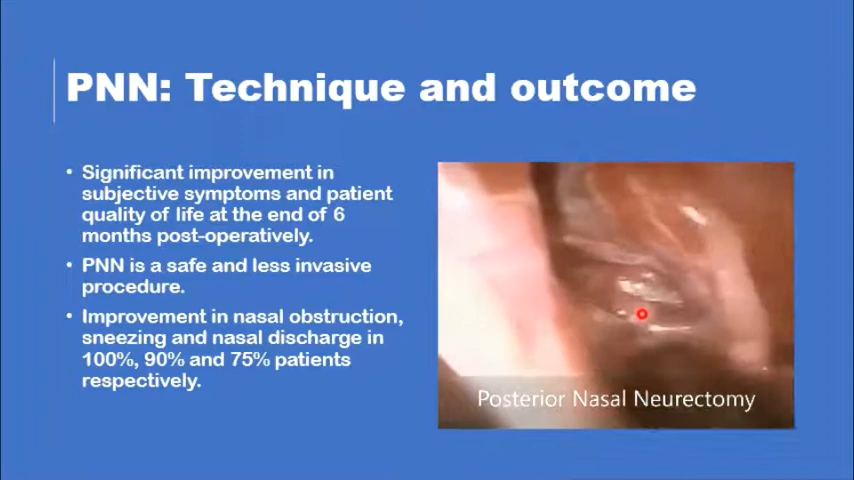 PNN: Technique and outcome
• Significant improvement in
subjective symptoms and patient
quality of life at the end of 6
months post-operatively.
• PNN is a safe and less invasive
procedure.
• Improvement in nasal obstruction,
sneezing and nasal discharge in
100%, 90% and 75% patients
respectively.
Posterior Nasal Neurectomy